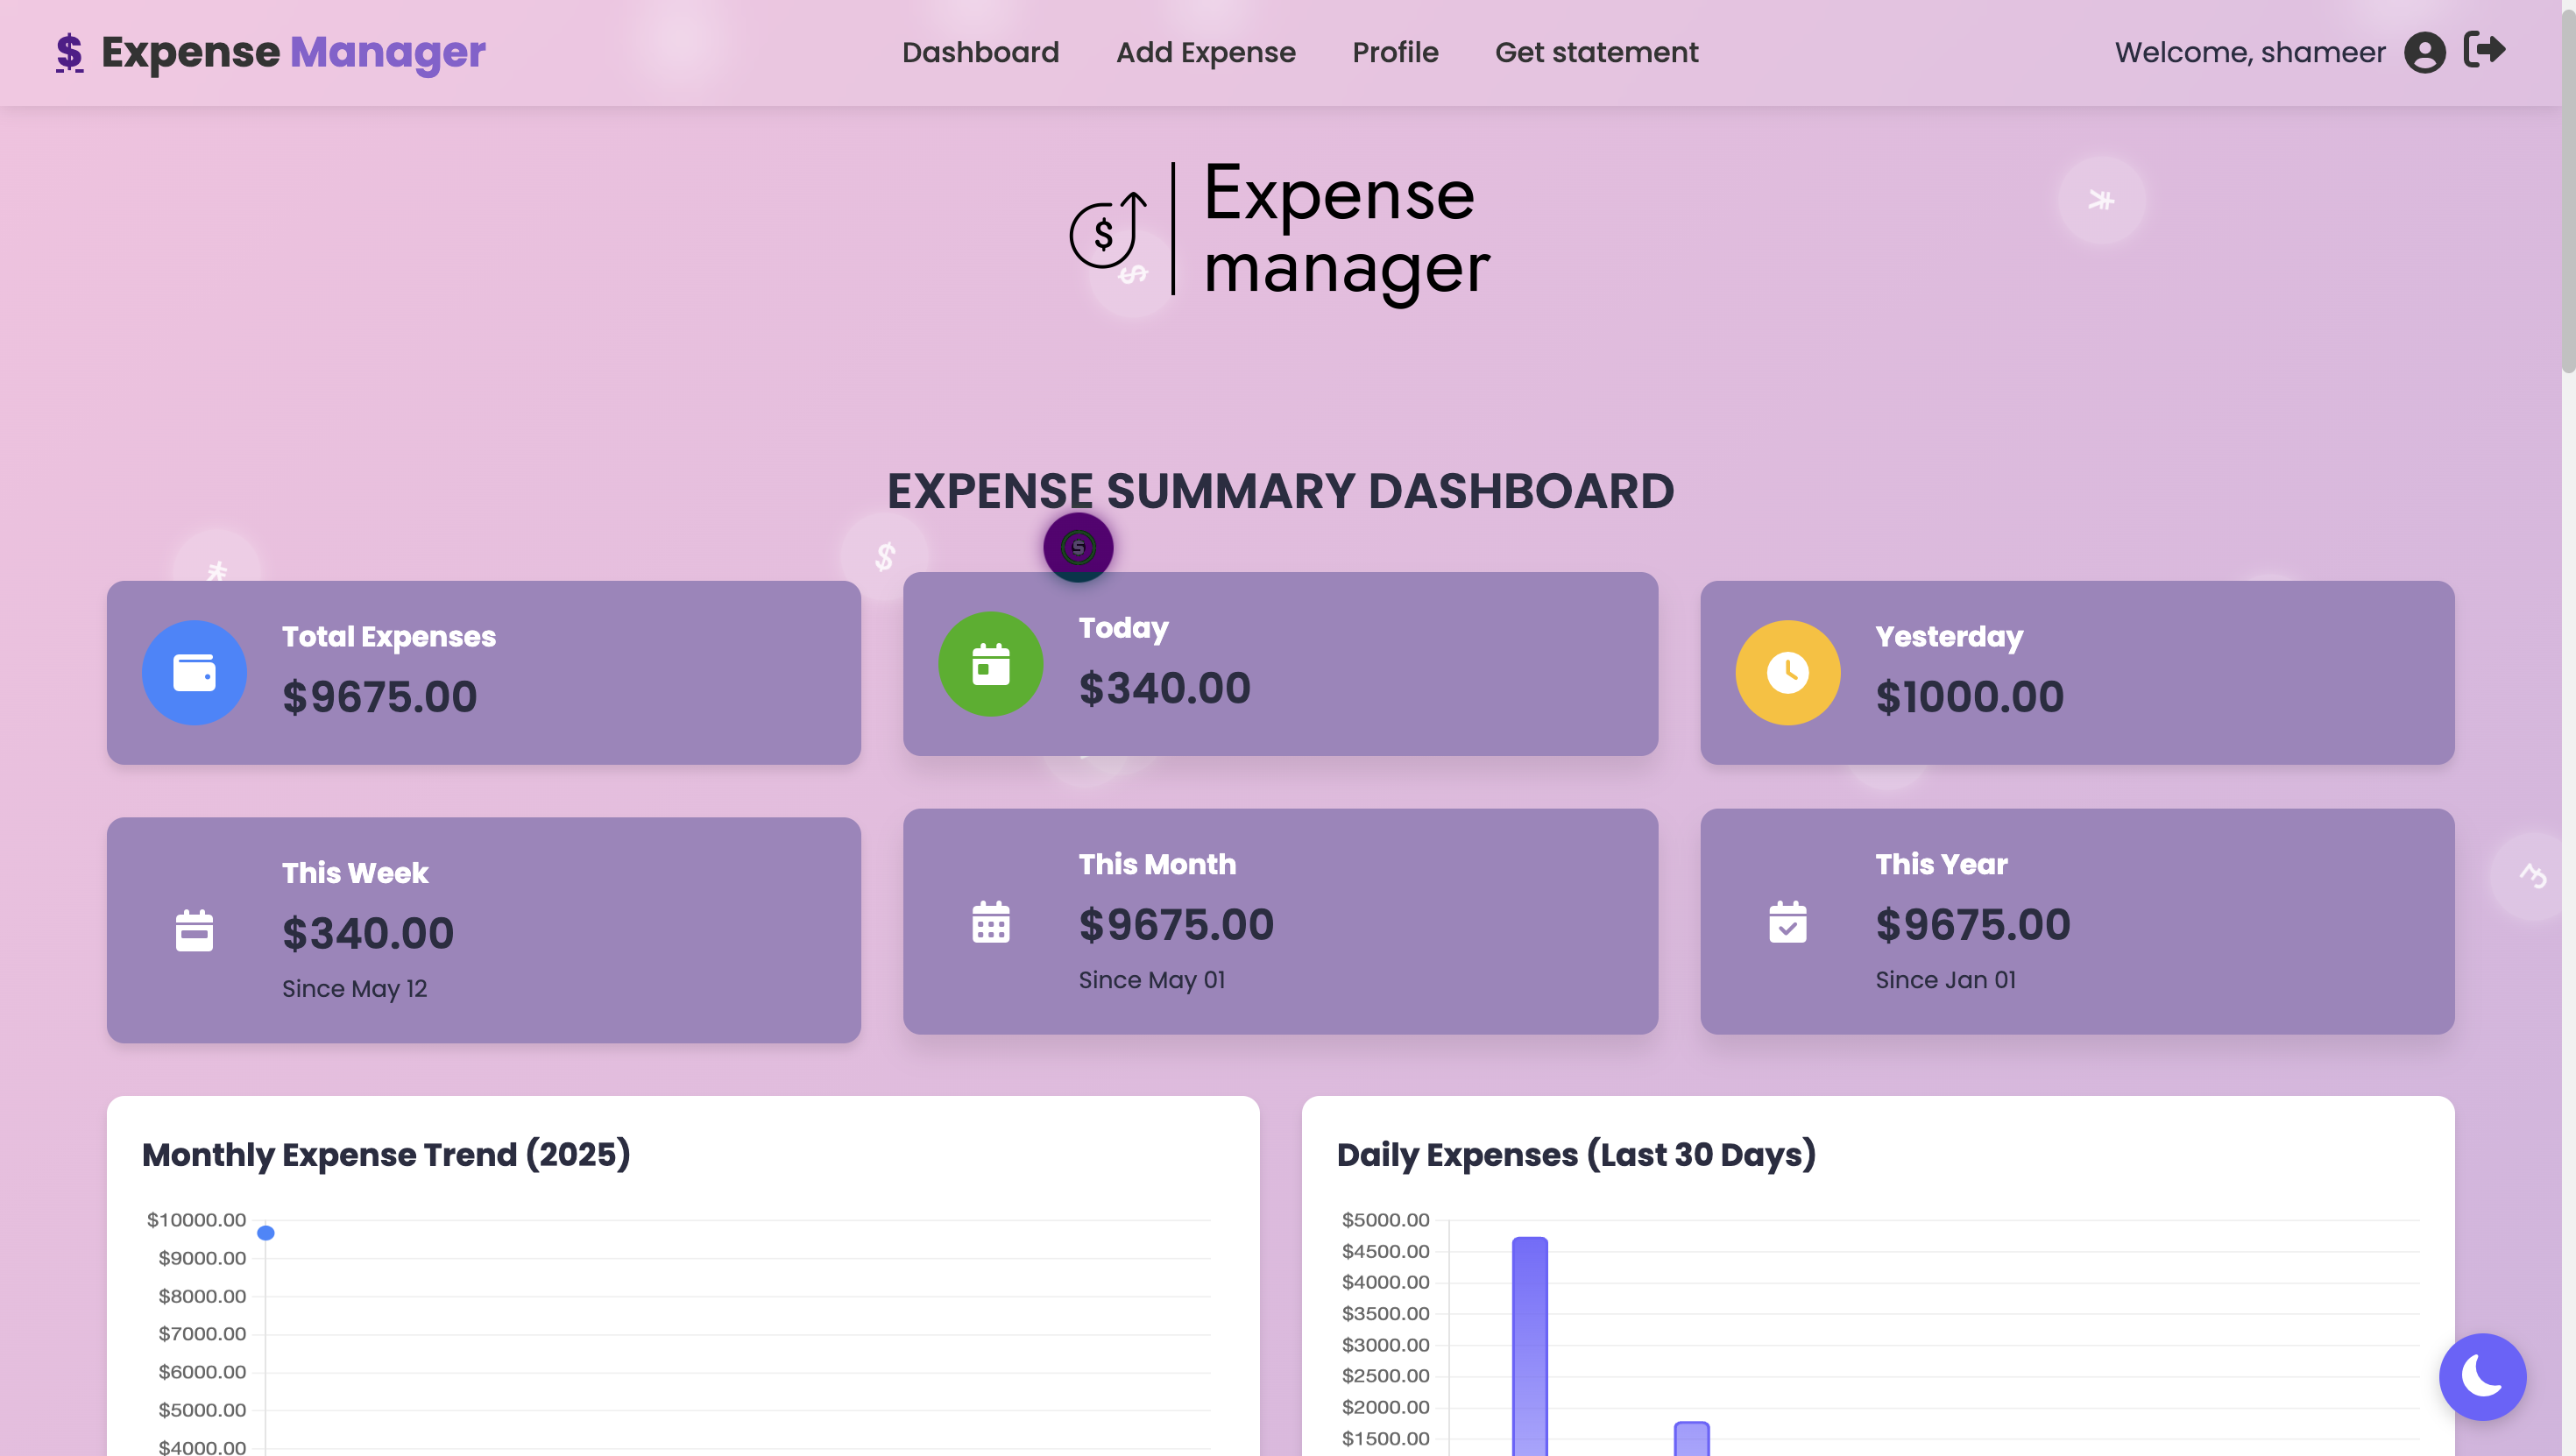 $ Expense Manager
Dashboard Add Expense Profile Get statement
Welcome, shameer
$
Expense
manager
$
¥
EXPENSE SUMMARY DASHBOARD
$
$
Total Expenses
$9675.00
Today
$340.00
Yesterday
$1000.00
This Week
$340.00
Since May 12
This Month
$9675.00
Since May 01
This Year
$9675.00
Since Jan 01
Monthly Expense Trend (2025)
$10000.00
$9000.00
$8000.00
$7000.00
$6000.00
$5000.00
$4000.00
Daily Expenses (Last 30 Days)
$5000.00
$4500.00
$4000.00
$3500.00
$3000.00
$2500.00
$2000.00
$1500.00